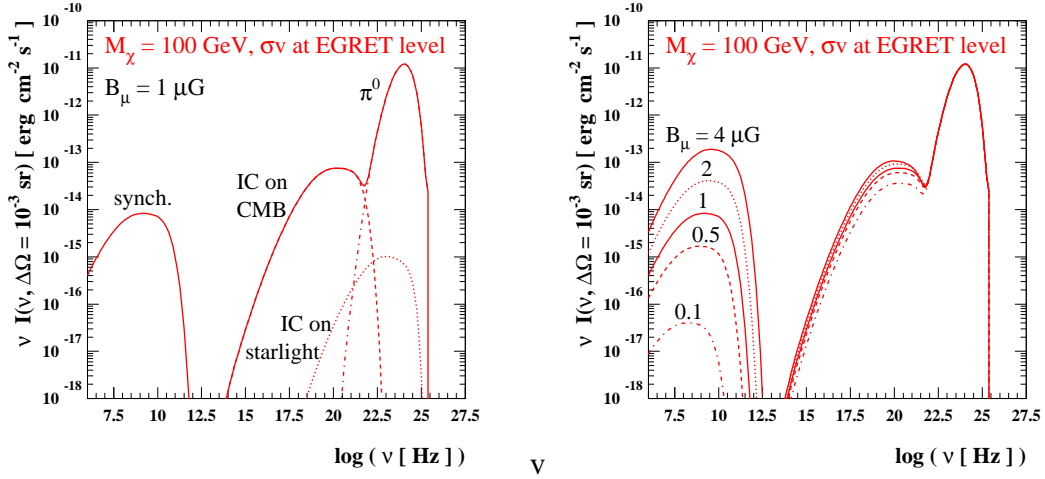 M_χ = 100 GeV, σv at EGRET level
B_μ = 1 μG
π^0
IC on
CMB
synch.
IC on
starlight
ν I(ν, ΔΩ = 10^-3 sr) [ erg cm^-2 s^-1 ]
10^-10
10^-11
10^-12
10^-13
10^-14
10^-15
10^-16
10^-17
10^-18
7.5 10 12.5 15 17.5 20 22.5 25 27.5
log ( ν [ Hz ] )
M_χ = 100 GeV, σv at EGRET level
B_μ = 4 μG
2
1
0.5
0.1
ν I(ν, ΔΩ = 10^-3 sr) [ erg cm^-2 s^-1 ]
10^-10
10^-11
10^-12
10^-13
10^-14
10^-15
10^-16
10^-17
10^-18
7.5 10 12.5 15 17.5 20 22.5 25 27.5
log ( ν [ Hz ] )
v